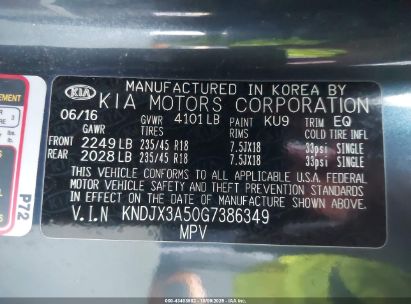 MANUFACTURED IN KOREA BY
KIA KIA MOTORS CORPORATION
06/16 GVWR 4101 LB PAINT KU9 TRIM EQ
GAWR TIRES RIMS COLD TIRE INFL
FRONT 2249 LB 235/45 R18 7.5JX18 33psi SINGLE
REAR 2028 LB 235/45 R18 7.5JX18 33psi SINGLE
THIS VEHICLE CONFORMS TO ALL APPLICABLE U.S.A. FEDERAL
MOTOR VEHICLE SAFETY AND THEFT PREVENTION STANDARDS
IN EFFECT ON THE DATE OF MANUFACTURE SHOWN ABOVE.
V.I.N KNDJX3A50G7386349
MPV
P72